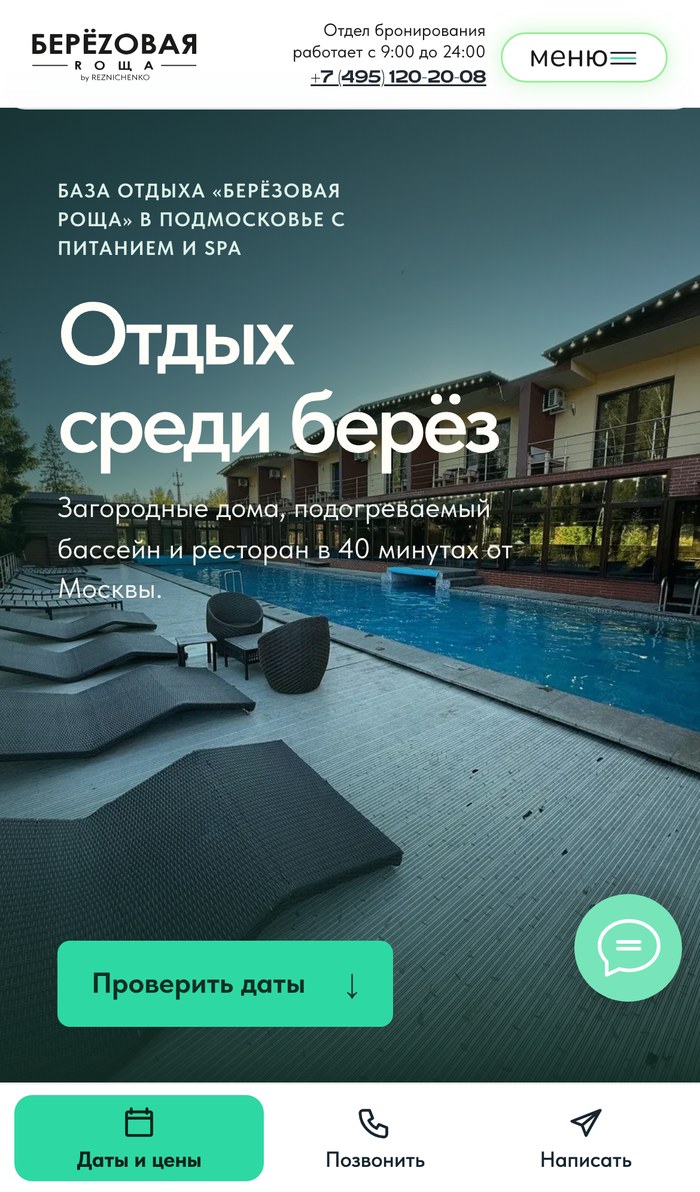 БЕРЁZОВАЯ
РОЩА
by REZNICHENKO
Отдел бронирования
работает с 9:00 до 24:00
+7 (495) 120-20-08
меню
БАЗА ОТДЫХА «БЕРЁЗОВАЯ
РОЩА» В ПОДМОСКОВЬЕ С
ПИТАНИЕМ И SPA
Отдых
среди берёз
Загородные дома, подогреваемый
бассейн и ресторан в 40 минутах от
Москвы.
Проверить даты ↓
Даты и цены
Позвонить
Написать